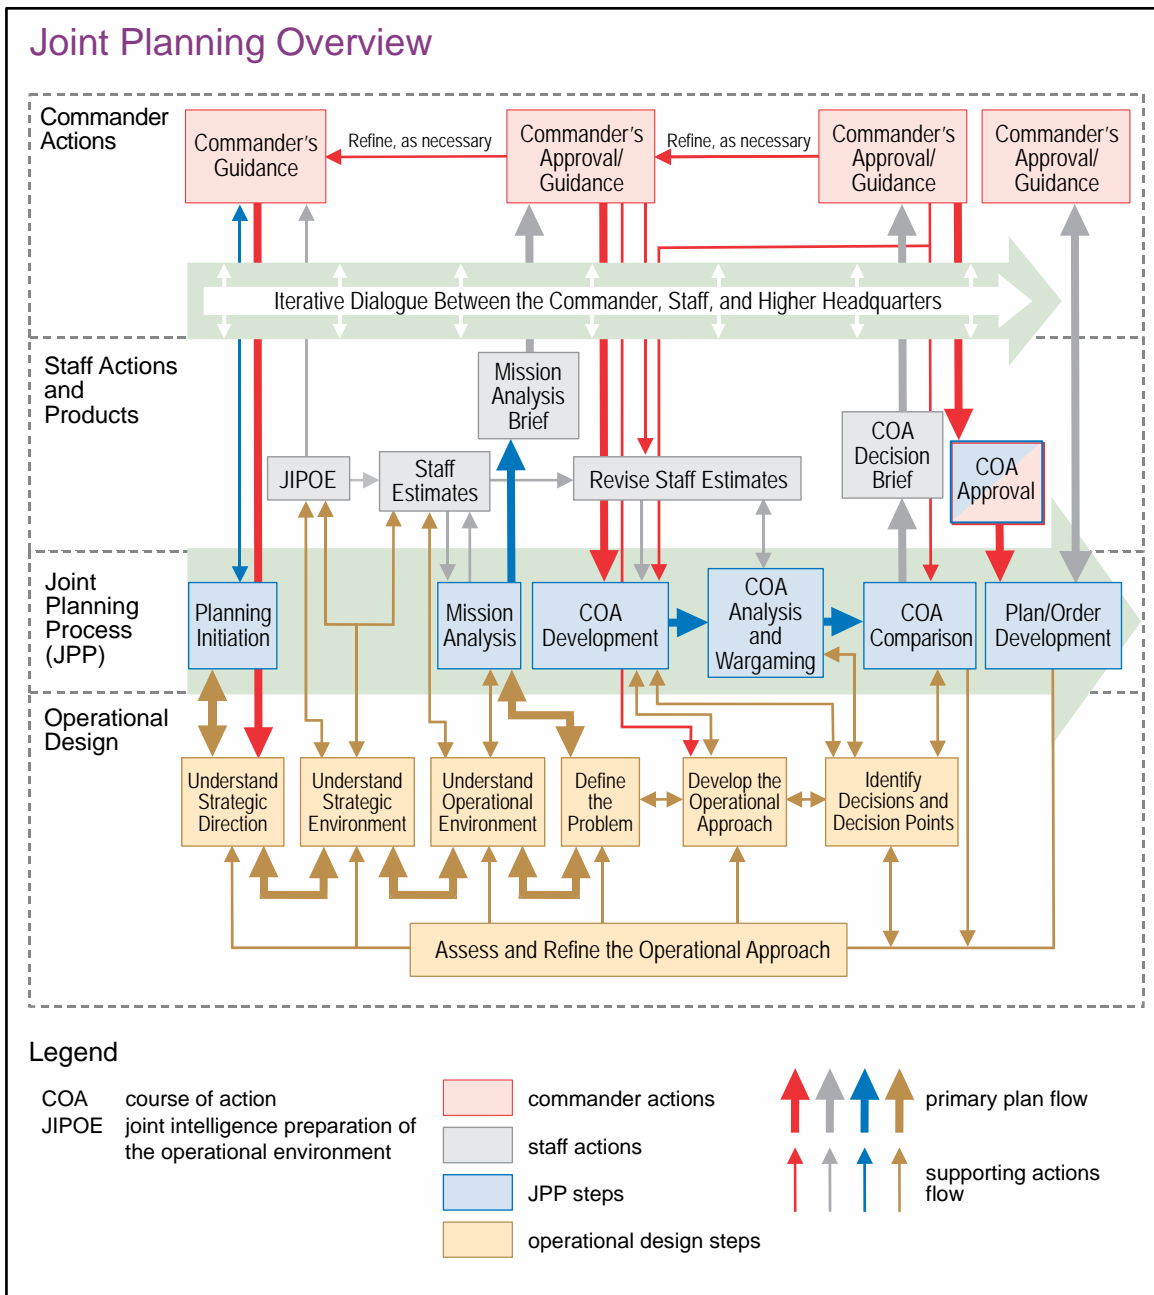 Joint Planning Overview
Commander
Actions
Commander's
Guidance
Refine, as necessary
Commander's
Approval/
Guidance
Refine, as necessary
Commander's
Approval/
Guidance
Commander's
Approval/
Guidance
Iterative Dialogue Between the Commander, Staff, and Higher Headquarters
Staff Actions
and
Products
Mission
Analysis
Brief
JIPOE
Staff
Estimates
Revise Staff Estimates
COA
Decision
Brief
COA
Approval
Joint
Planning
Process
(JPP)
Planning
Initiation
Mission
Analysis
COA
Development
COA
Analysis
and
Wargaming
COA
Comparison
Plan/Order
Development
Operational
Design
Understand
Strategic
Direction
Understand
Strategic
Environment
Understand
Operational
Environment
Define
the
Problem
Develop the
Operational
Approach
Identify
Decisions and
Decision Points
Assess and Refine the Operational Approach
Legend
COA course of action
JIPOE joint intelligence preparation of
the operational environment
commander actions
staff actions
JPP steps
operational design steps
primary plan flow
supporting actions
flow